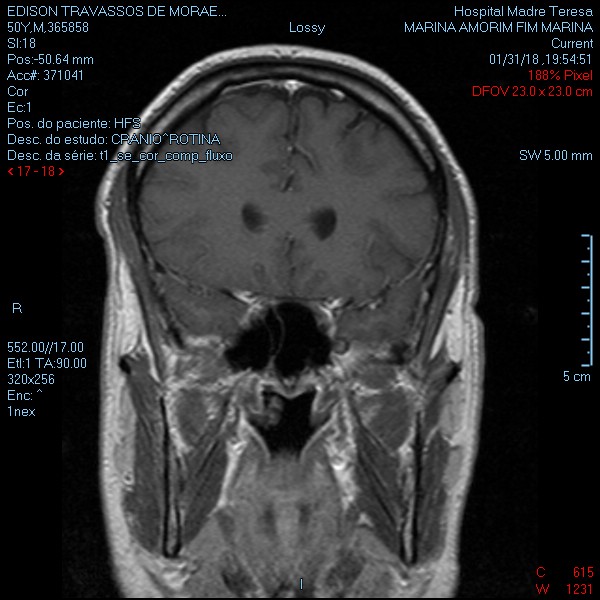 EDISON TRAVASSOS DE MORAE...
50Y,M,365858
Sl:18
Pos:-50.64 mm
Acc#: 371041
Cor
Ec:1
Pos. do paciente: HFS
Desc. do estudo: CRANIO^ROTINA
Desc. da série: t1_se_cor_comp_fluxo
< 17 - 18 >
Lossy
Hospital Madre Teresa
MARINA AMORIM FIM MARINA
Current
01/31/18 ,19:54:51
188% Pixel
DFOV 23.0 x 23.0 cm
SW 5.00 mm
R
552.00//17.00
Etl:1 TA:90.00
320x256
Enc: ^
1nex
5 cm
I
C 615
W 1231